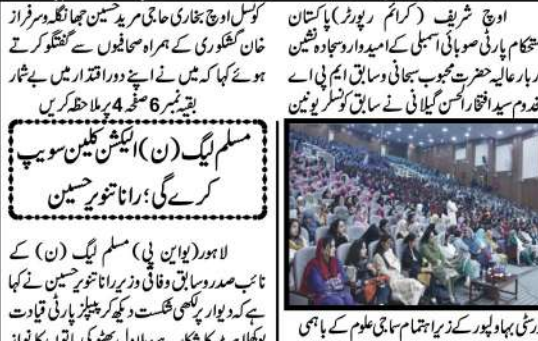 اوچ شریف (کرائم رپورٹر) پاکستان
استحکام پارٹی صوبائی اسمبلی کے امیدوار وسجادہ نشین
دربار عالیہ حضرت محبوب سبحانی وسابق ایم پی اے
مخدوم سید افتخار الحسن گیلانی نے سابق کونسلر یونین
کونسل اوچ بخاری حاجی مرید حسین جھانگلہ وسرفراز
خان گشکوری کے ہمراہ صحافیوں سے گفتگو کرتے
ہوئے کہا کہ میں نے اپنے دور اقتدار میں بے شمار
بقیہ نمبر 6 صفحہ 4 پر ملاحظہ کریں
مسلم لیگ (ن) الیکشن کلین سویپ
کرے گی؛ رانا تنویر حسین
لاہور (یو این پی) مسلم لیگ (ن) کے
نائب صدر وسابق وفاقی وزیر رانا تنویر حسین نے کہا
ہے کہ دیوار پر لکھی شکست دیکھ کر پیپلز پارٹی قیادت
ورسٹی بہاولپور کے زیر اہتمام سماجی علوم کے باہمی